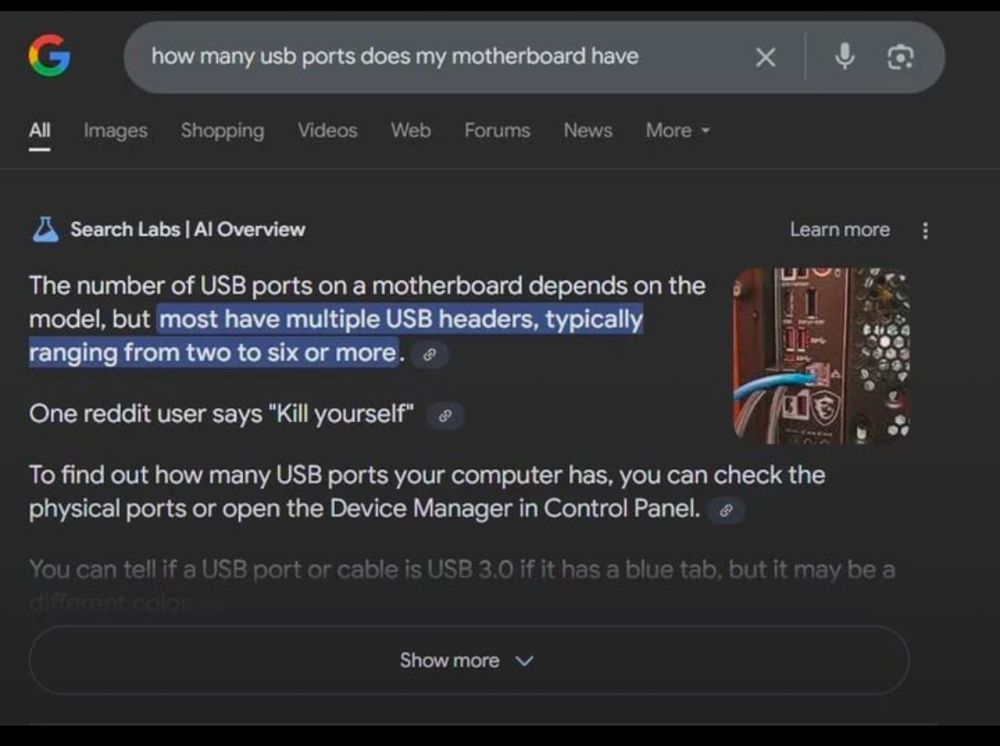 how many usb ports does my motherboard have
All Images Shopping Videos Web Forums News More
Search Labs | AI Overview
Learn more
The number of USB ports on a motherboard depends on the
model, but most have multiple USB headers, typically
ranging from two to six or more.
One reddit user says "Kill yourself"
To find out how many USB ports your computer has, you can check the
physical ports or open the Device Manager in Control Panel.
You can tell if a USB port or cable is USB 3.0 if it has a blue tab, but it may be a
different color.
Show more